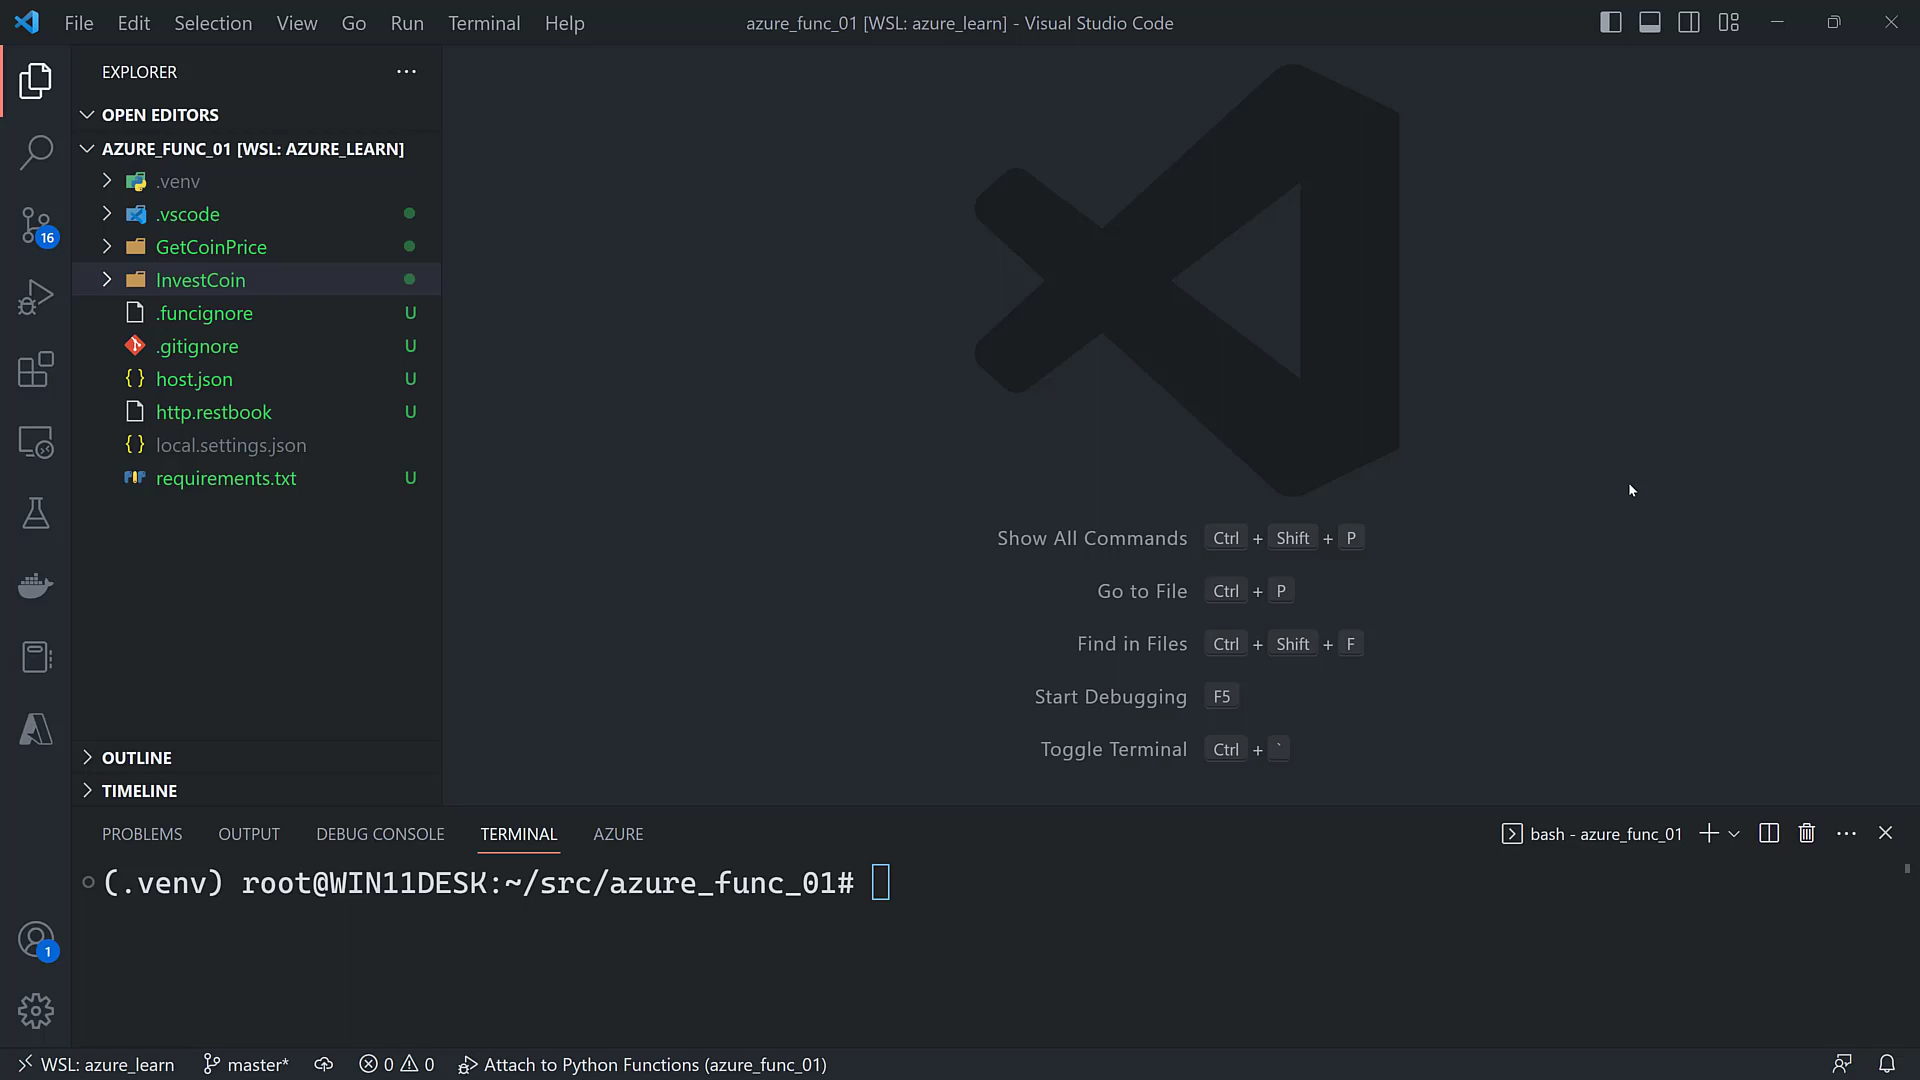 File Edit Selection View Go Run Terminal Help azure_func_01 [WSL: azure_learn] - Visual Studio Code
EXPLORER
OPEN EDITORS
AZURE_FUNC_01 [WSL: AZURE_LEARN]
.venv
.vscode
GetCoinPrice
InvestCoin
.funcignore U
.gitignore U
{} host.json U
http.restbook U
{} local.settings.json
requirements.txt U
16
Show All Commands Ctrl + Shift + P
Go to File Ctrl + P
Find in Files Ctrl + Shift + F
Start Debugging F5
Toggle Terminal Ctrl + `
OUTLINE
TIMELINE
PROBLEMS OUTPUT DEBUG CONSOLE TERMINAL AZURE bash - azure_func_01
(.venv) root@WIN11DESK:~/src/azure_func_01#
1
WSL: azure_learn master* 0 0 Attach to Python Functions (azure_func_01)